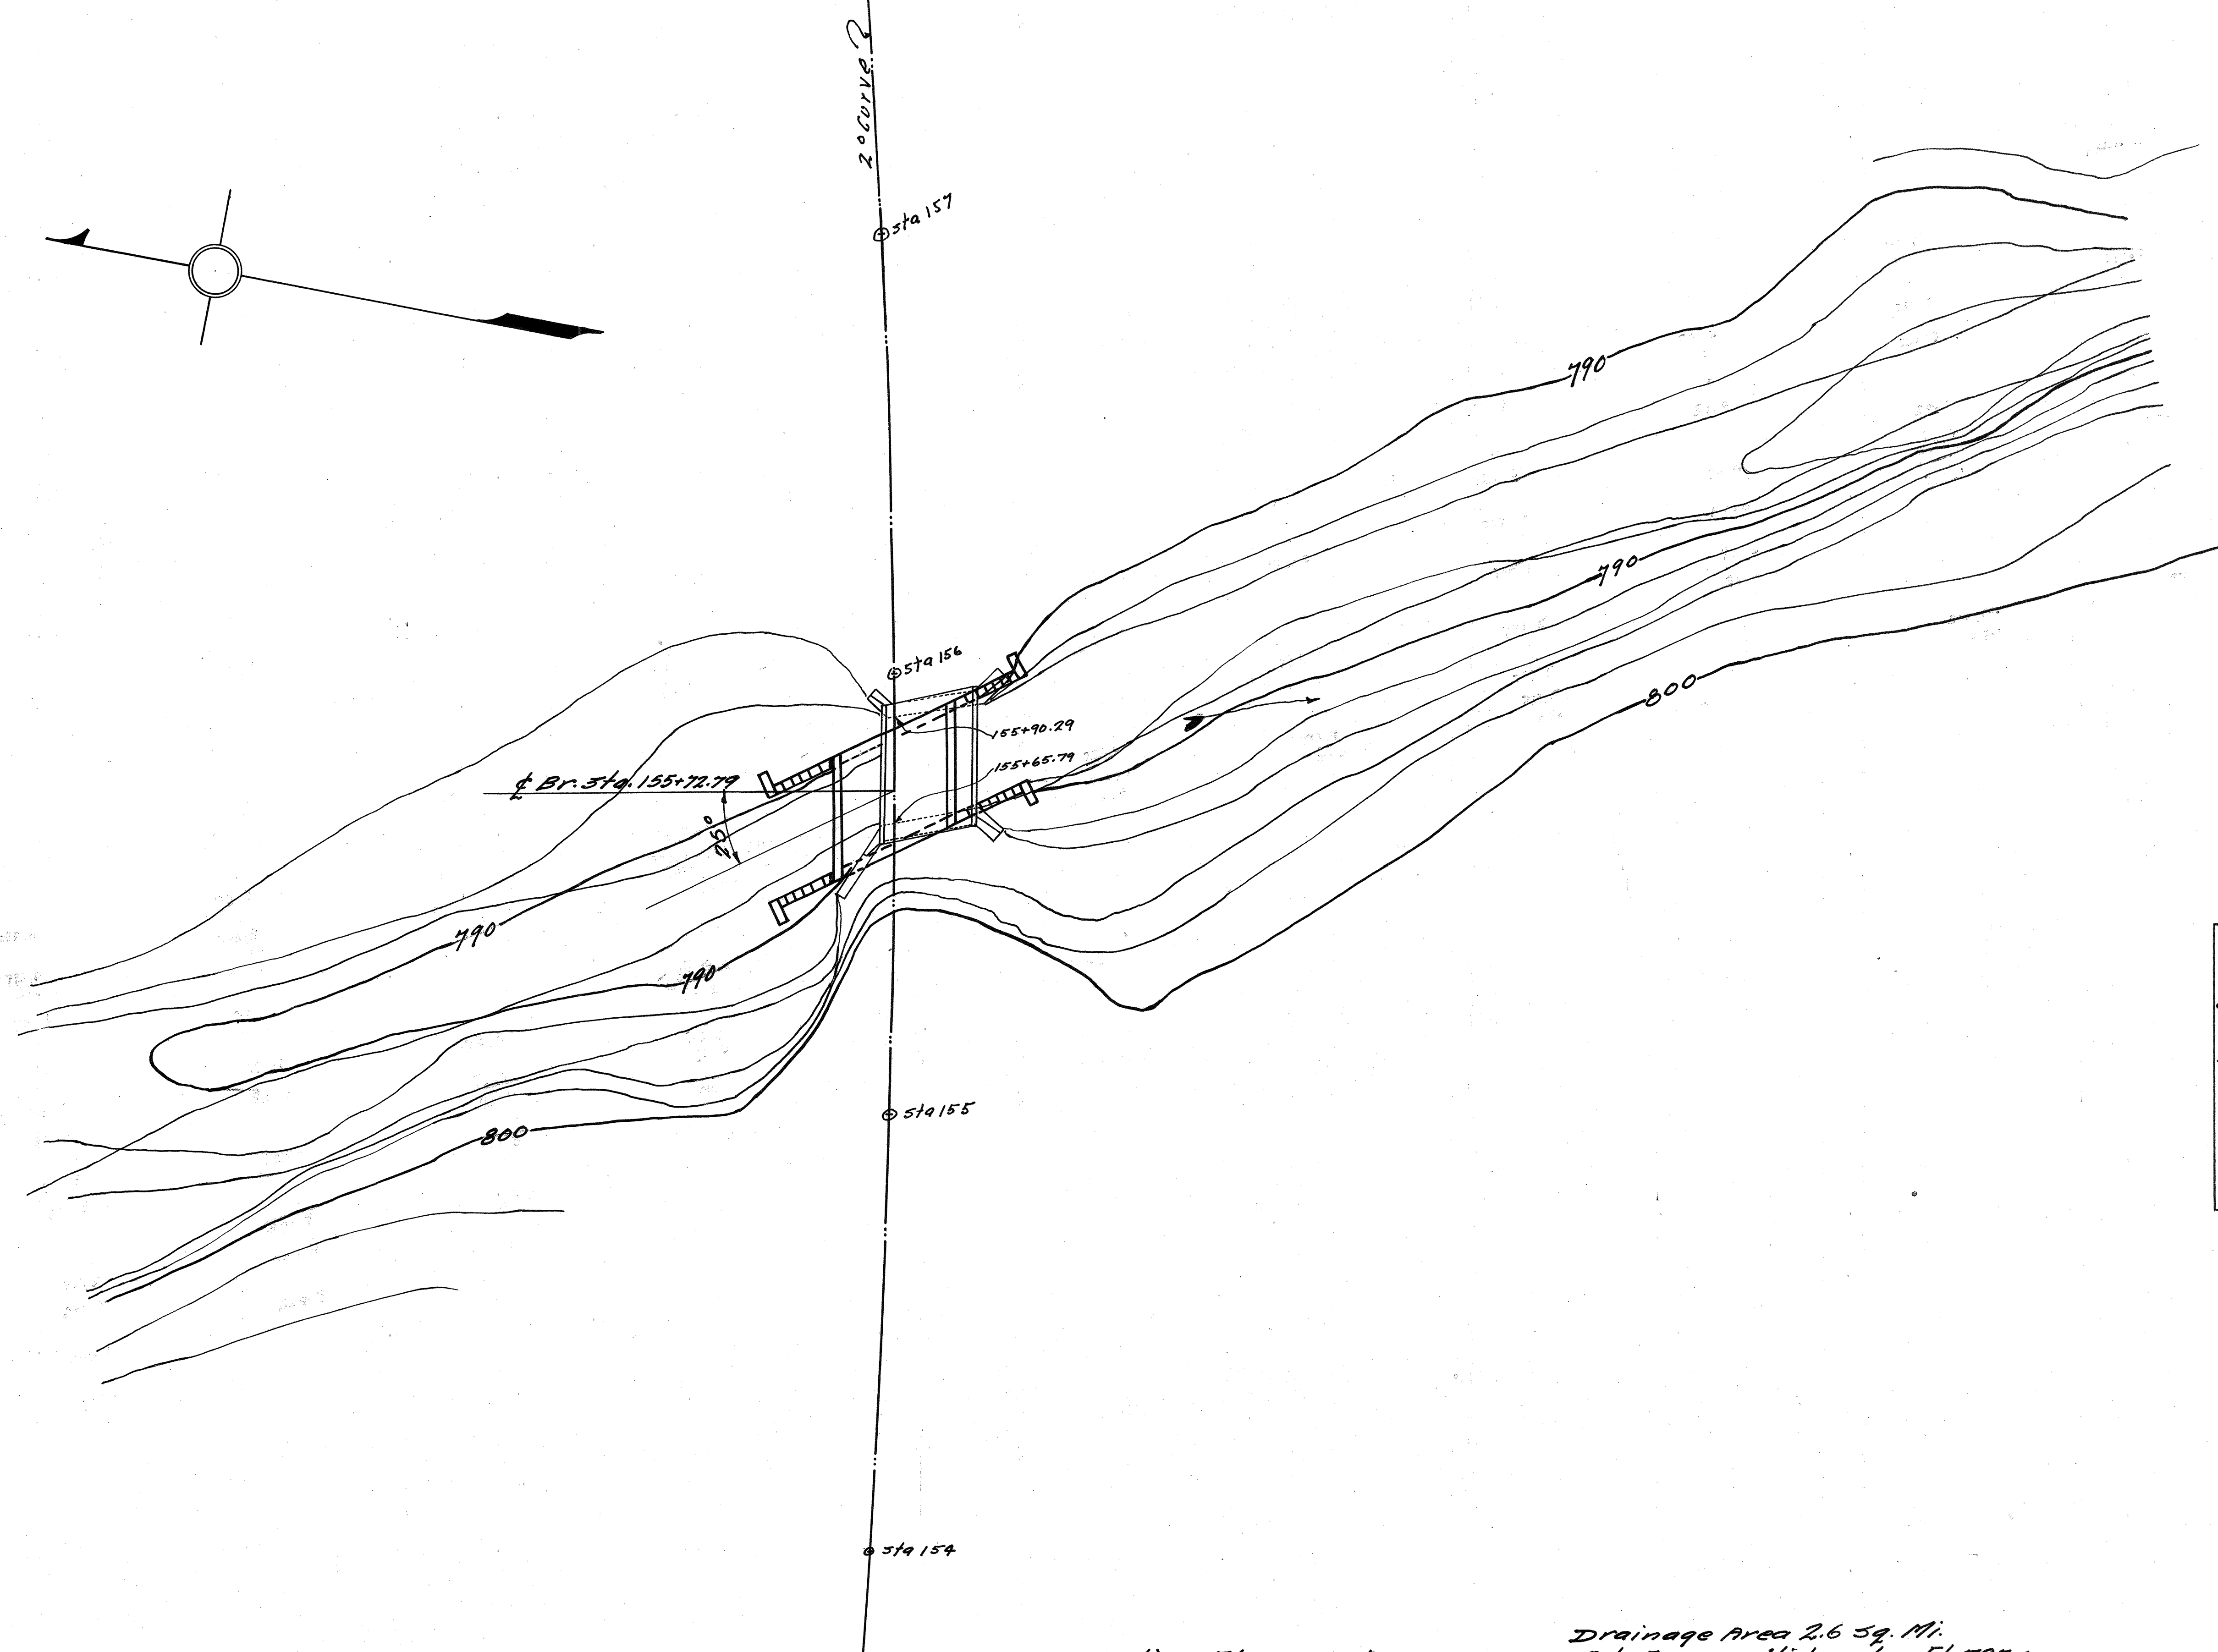 2° Curve
Sta 157
790
790
Sta 156
800
155+90.29
155+65.79
℄ Br. Sta. 155+72.79
25°
790
790
Sta 155
800
Sta 154
Drainage Area 2.6 Sq. Mi.